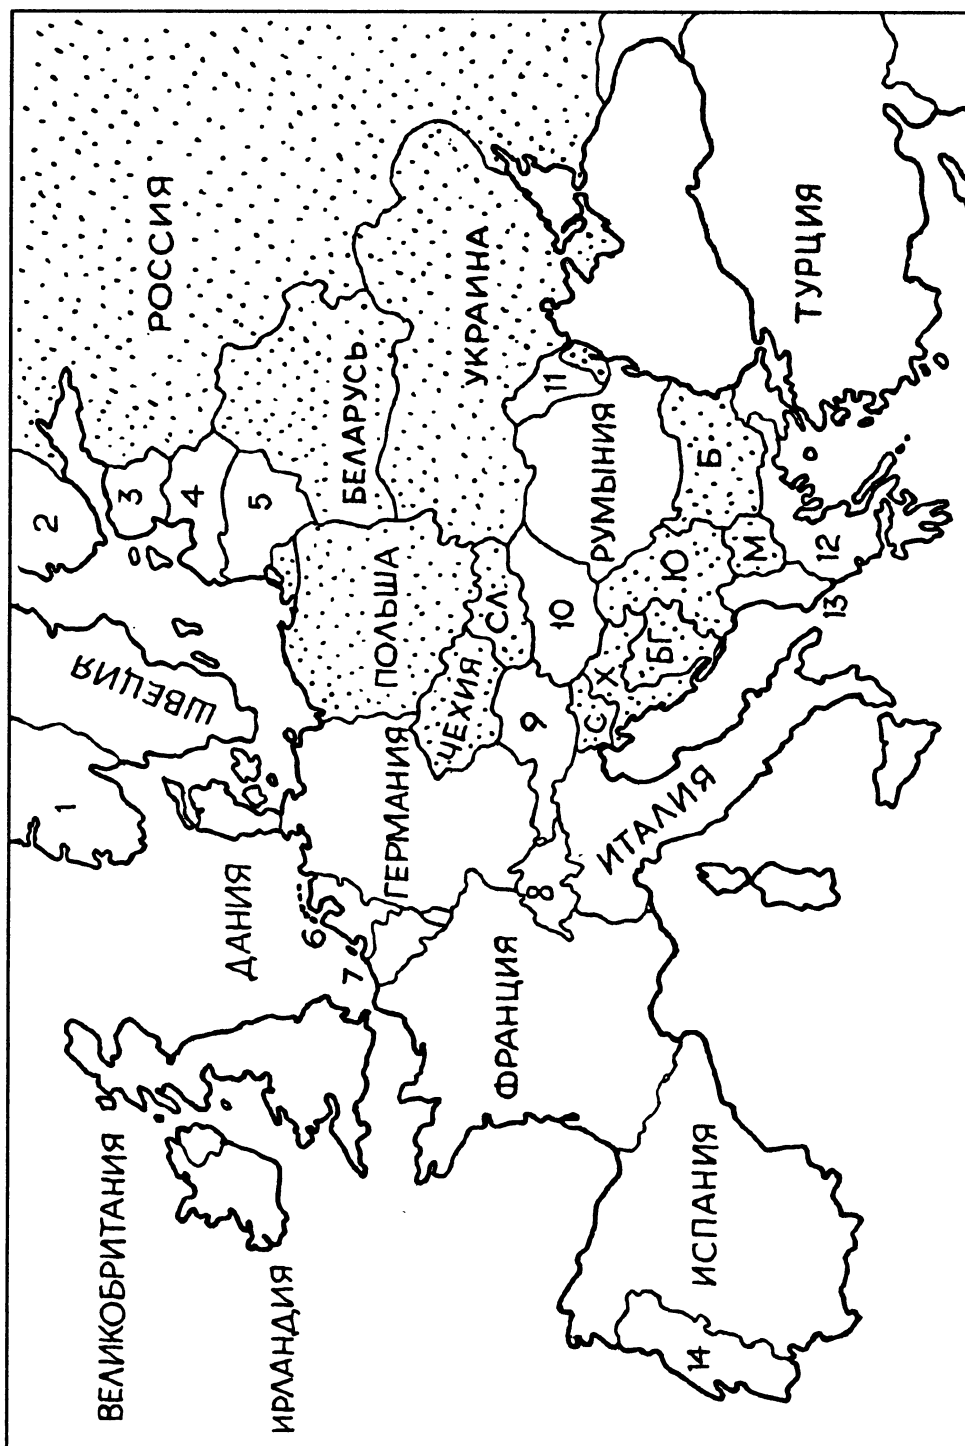 ВЕЛИКОБРИТАНИЯ
ИРЛАНДИЯ
ДАНИЯ
ШВЕЦИЯ
РОССИЯ
БЕЛАРУСЬ
ПОЛЬША
ГЕРМАНИЯ
ЧЕХИЯ
СЛ.
УКРАИНА
ФРАНЦИЯ
РУМЫНИЯ
ИТАЛИЯ
ИСПАНИЯ
ТУРЦИЯ
С
Х
БГ
Ю
М
Б
1
2
3
4
5
6
7
8
9
10
11
12
13
14